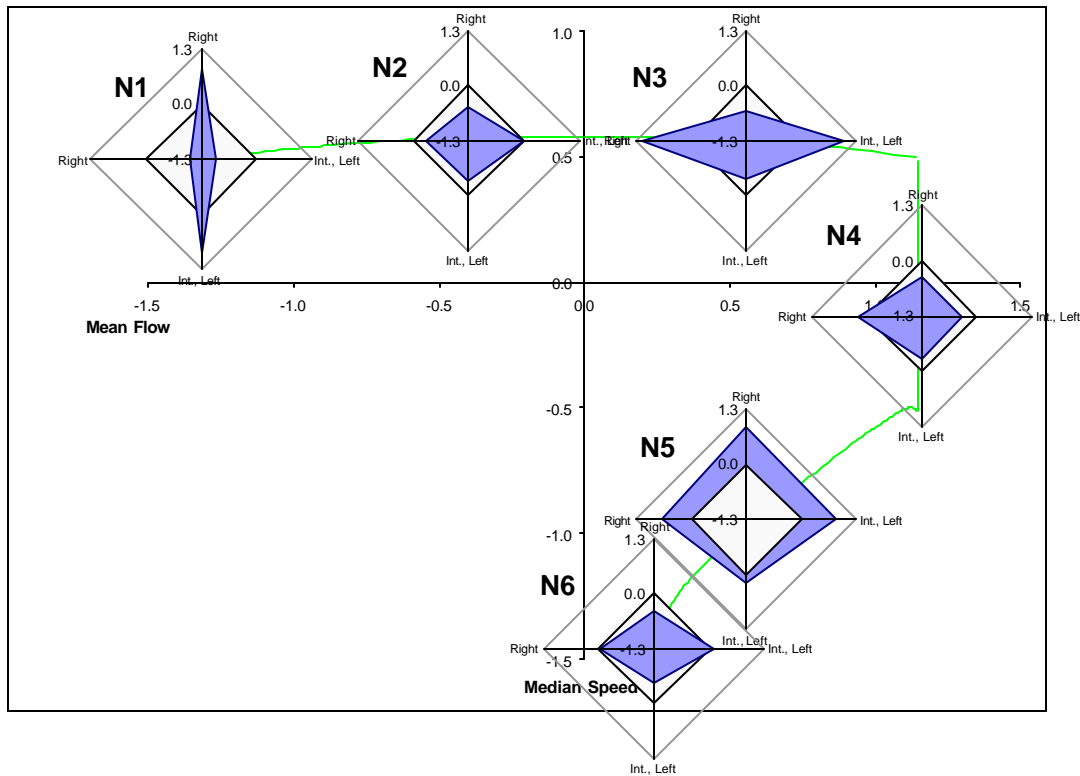 Right
1.3
N1
0.0
Right
-1.3
Int., Left
Int., Left
Right
1.3
N2
0.0
Right
-1.3
Int., Left
Int., Left
Right
1.3
N3
0.0
Right
-1.3
Int., Left
Int., Left
1.0
0.5
0.0
-0.5
-1.0
-1.5
-1.5
-1.0
-0.5
0.0
0.5
1.5
Mean Flow
Median Speed
Right
1.3
N4
0.0
Right
-1.3
Int., Left
Int., Left
Right
1.3
N5
0.0
Right
-1.3
Int., Left
Int., Left
Right
1.3
N6
0.0
Right
-1.3
Int., Left
Int., Left